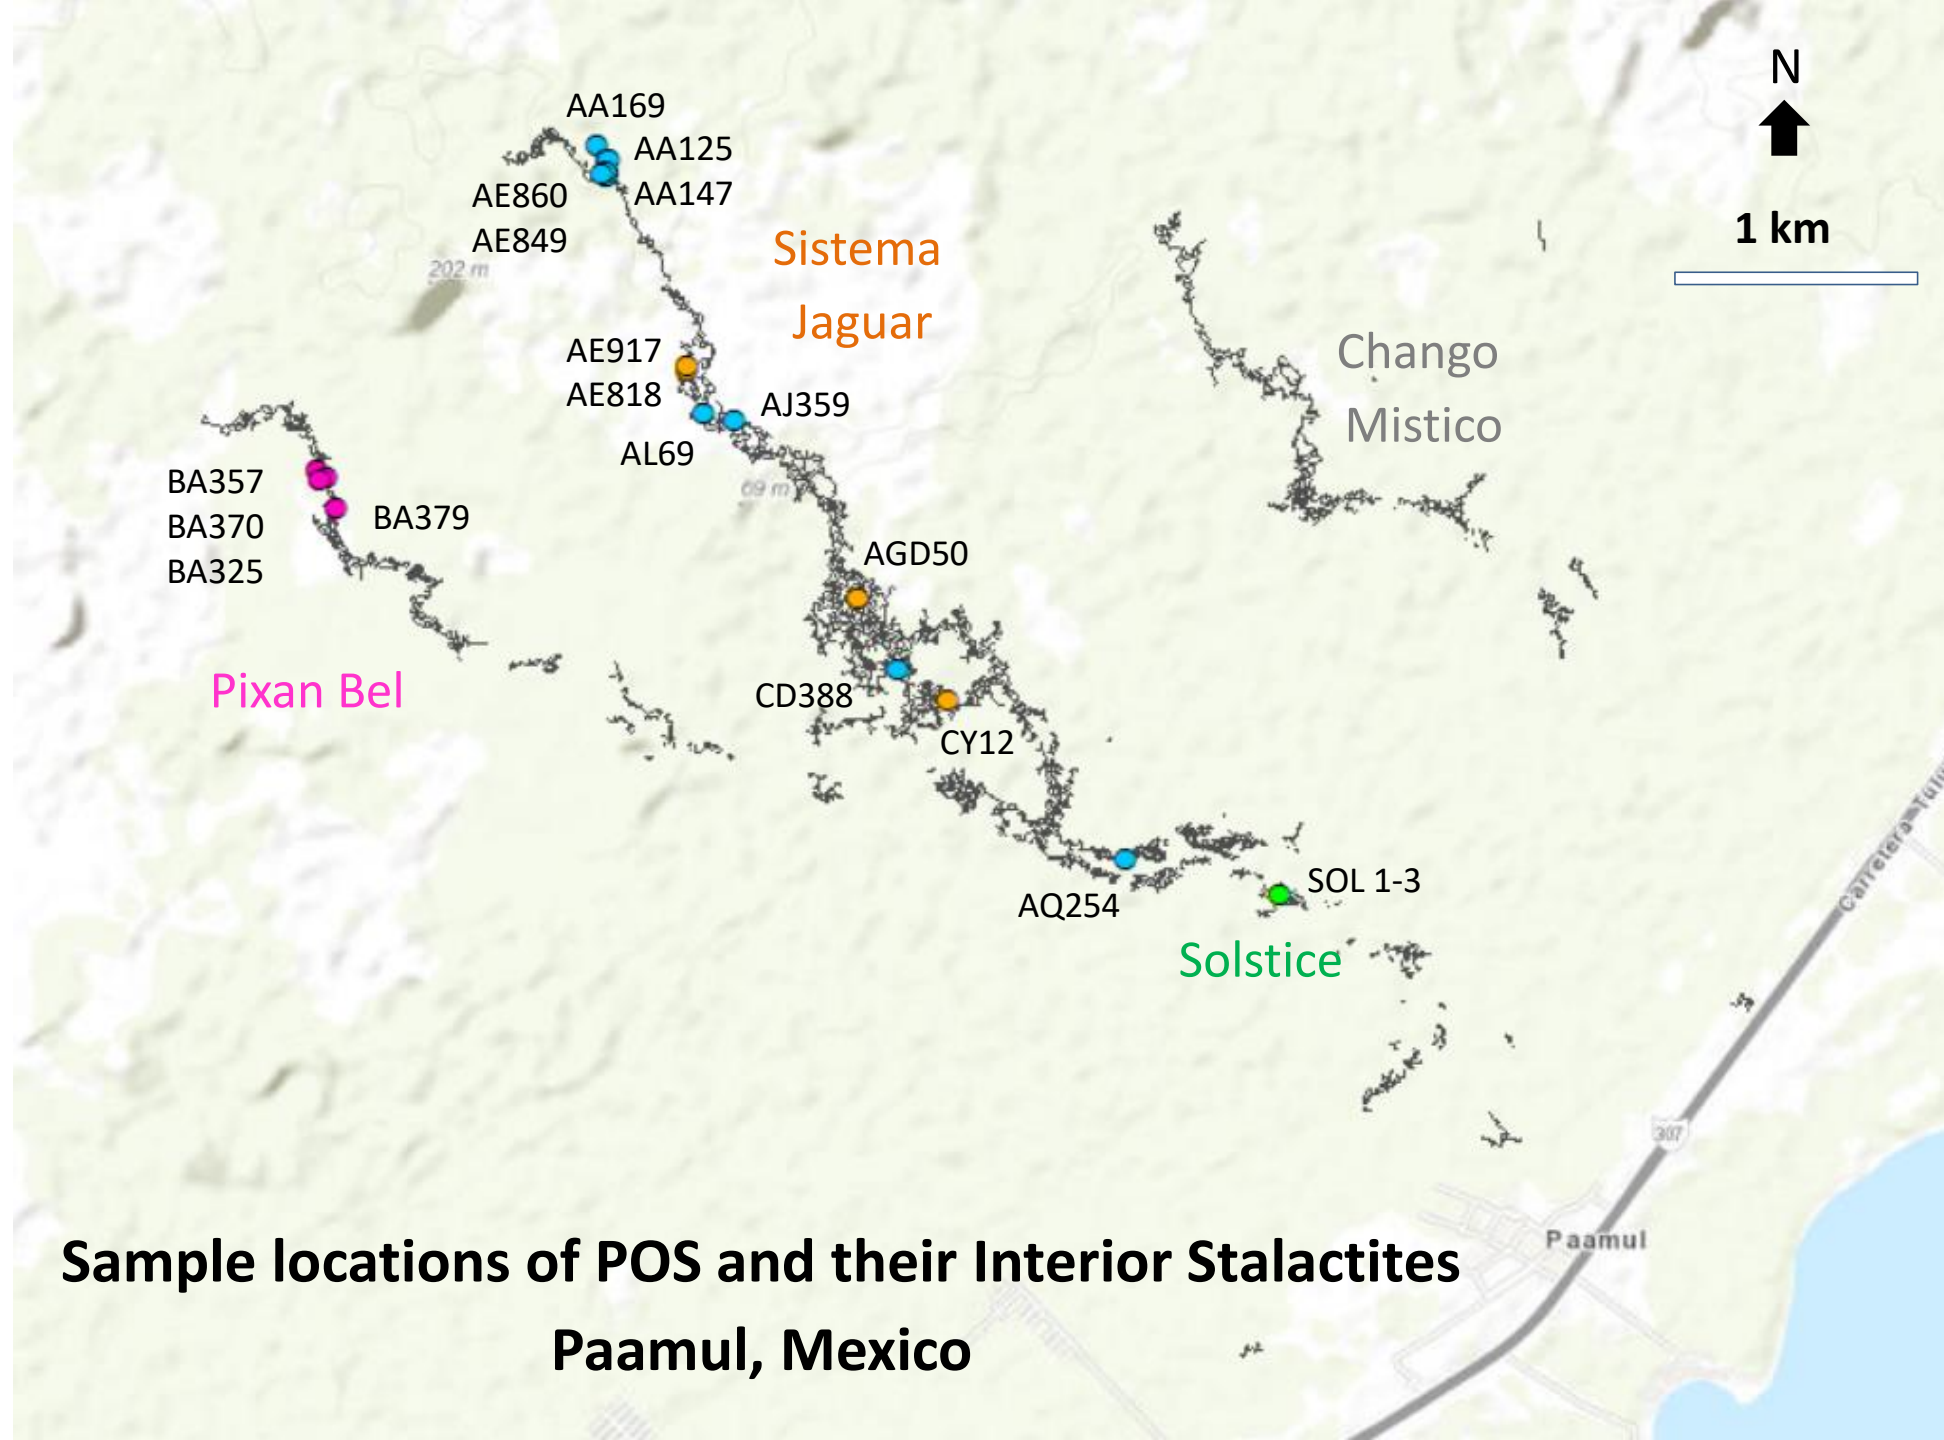 N
AA169
AA125
AE860
AA147
AE849
1 km
Sistema
Jaguar
202 m
AE917
AE818
AJ359
AL69
69 m
Chango
Mistico
BA357
BA370
BA325
BA379
AGD50
Pixan Bel
CD388
CY12
AQ254
SOL 1-3
Solstice
Carretera
307
Paamul
Sample locations of POS and their Interior Stalactites
Paamul, Mexico